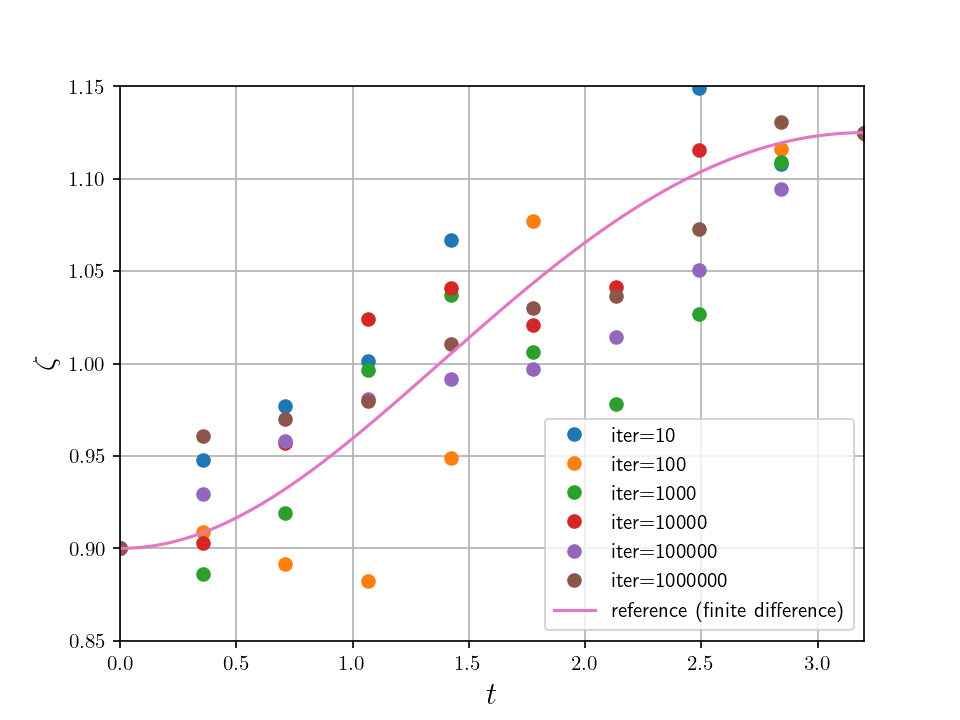 1.15
1.10
1.05
1.00
0.95
0.90
0.85
ζ
0.0 0.5 1.0 1.5 2.0 2.5 3.0
t
iter=10
iter=100
iter=1000
iter=10000
iter=100000
iter=1000000
reference (finite difference)